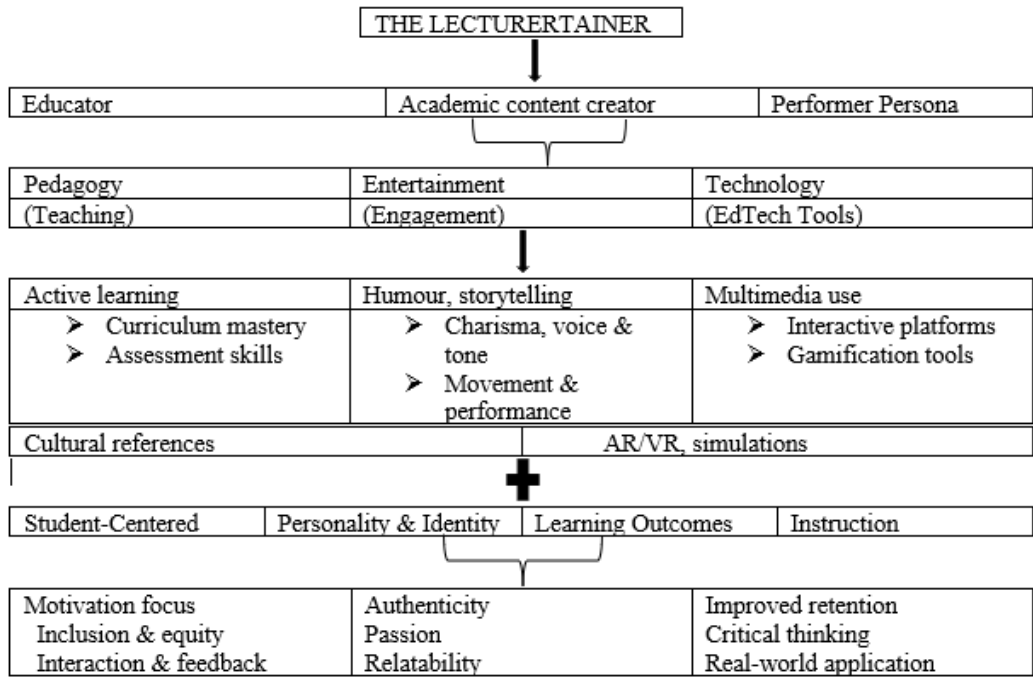 THE LECTURERTAINER
Educator Academic content creator Performer Persona
Pedagogy Entertainment Technology
(Teaching) (Engagement) (EdTech Tools)
Active learning Humour, storytelling Multimedia use
➢ Curriculum mastery ➢ Charisma, voice & ➢ Interactive platforms
➢ Assessment skills tone ➢ Gamification tools
➢ Movement &
performance
Cultural references AR/VR, simulations
Student-Centered Personality & Identity Learning Outcomes Instruction
Motivation focus Authenticity Improved retention
Inclusion & equity Passion Critical thinking
Interaction & feedback Relatability Real-world application